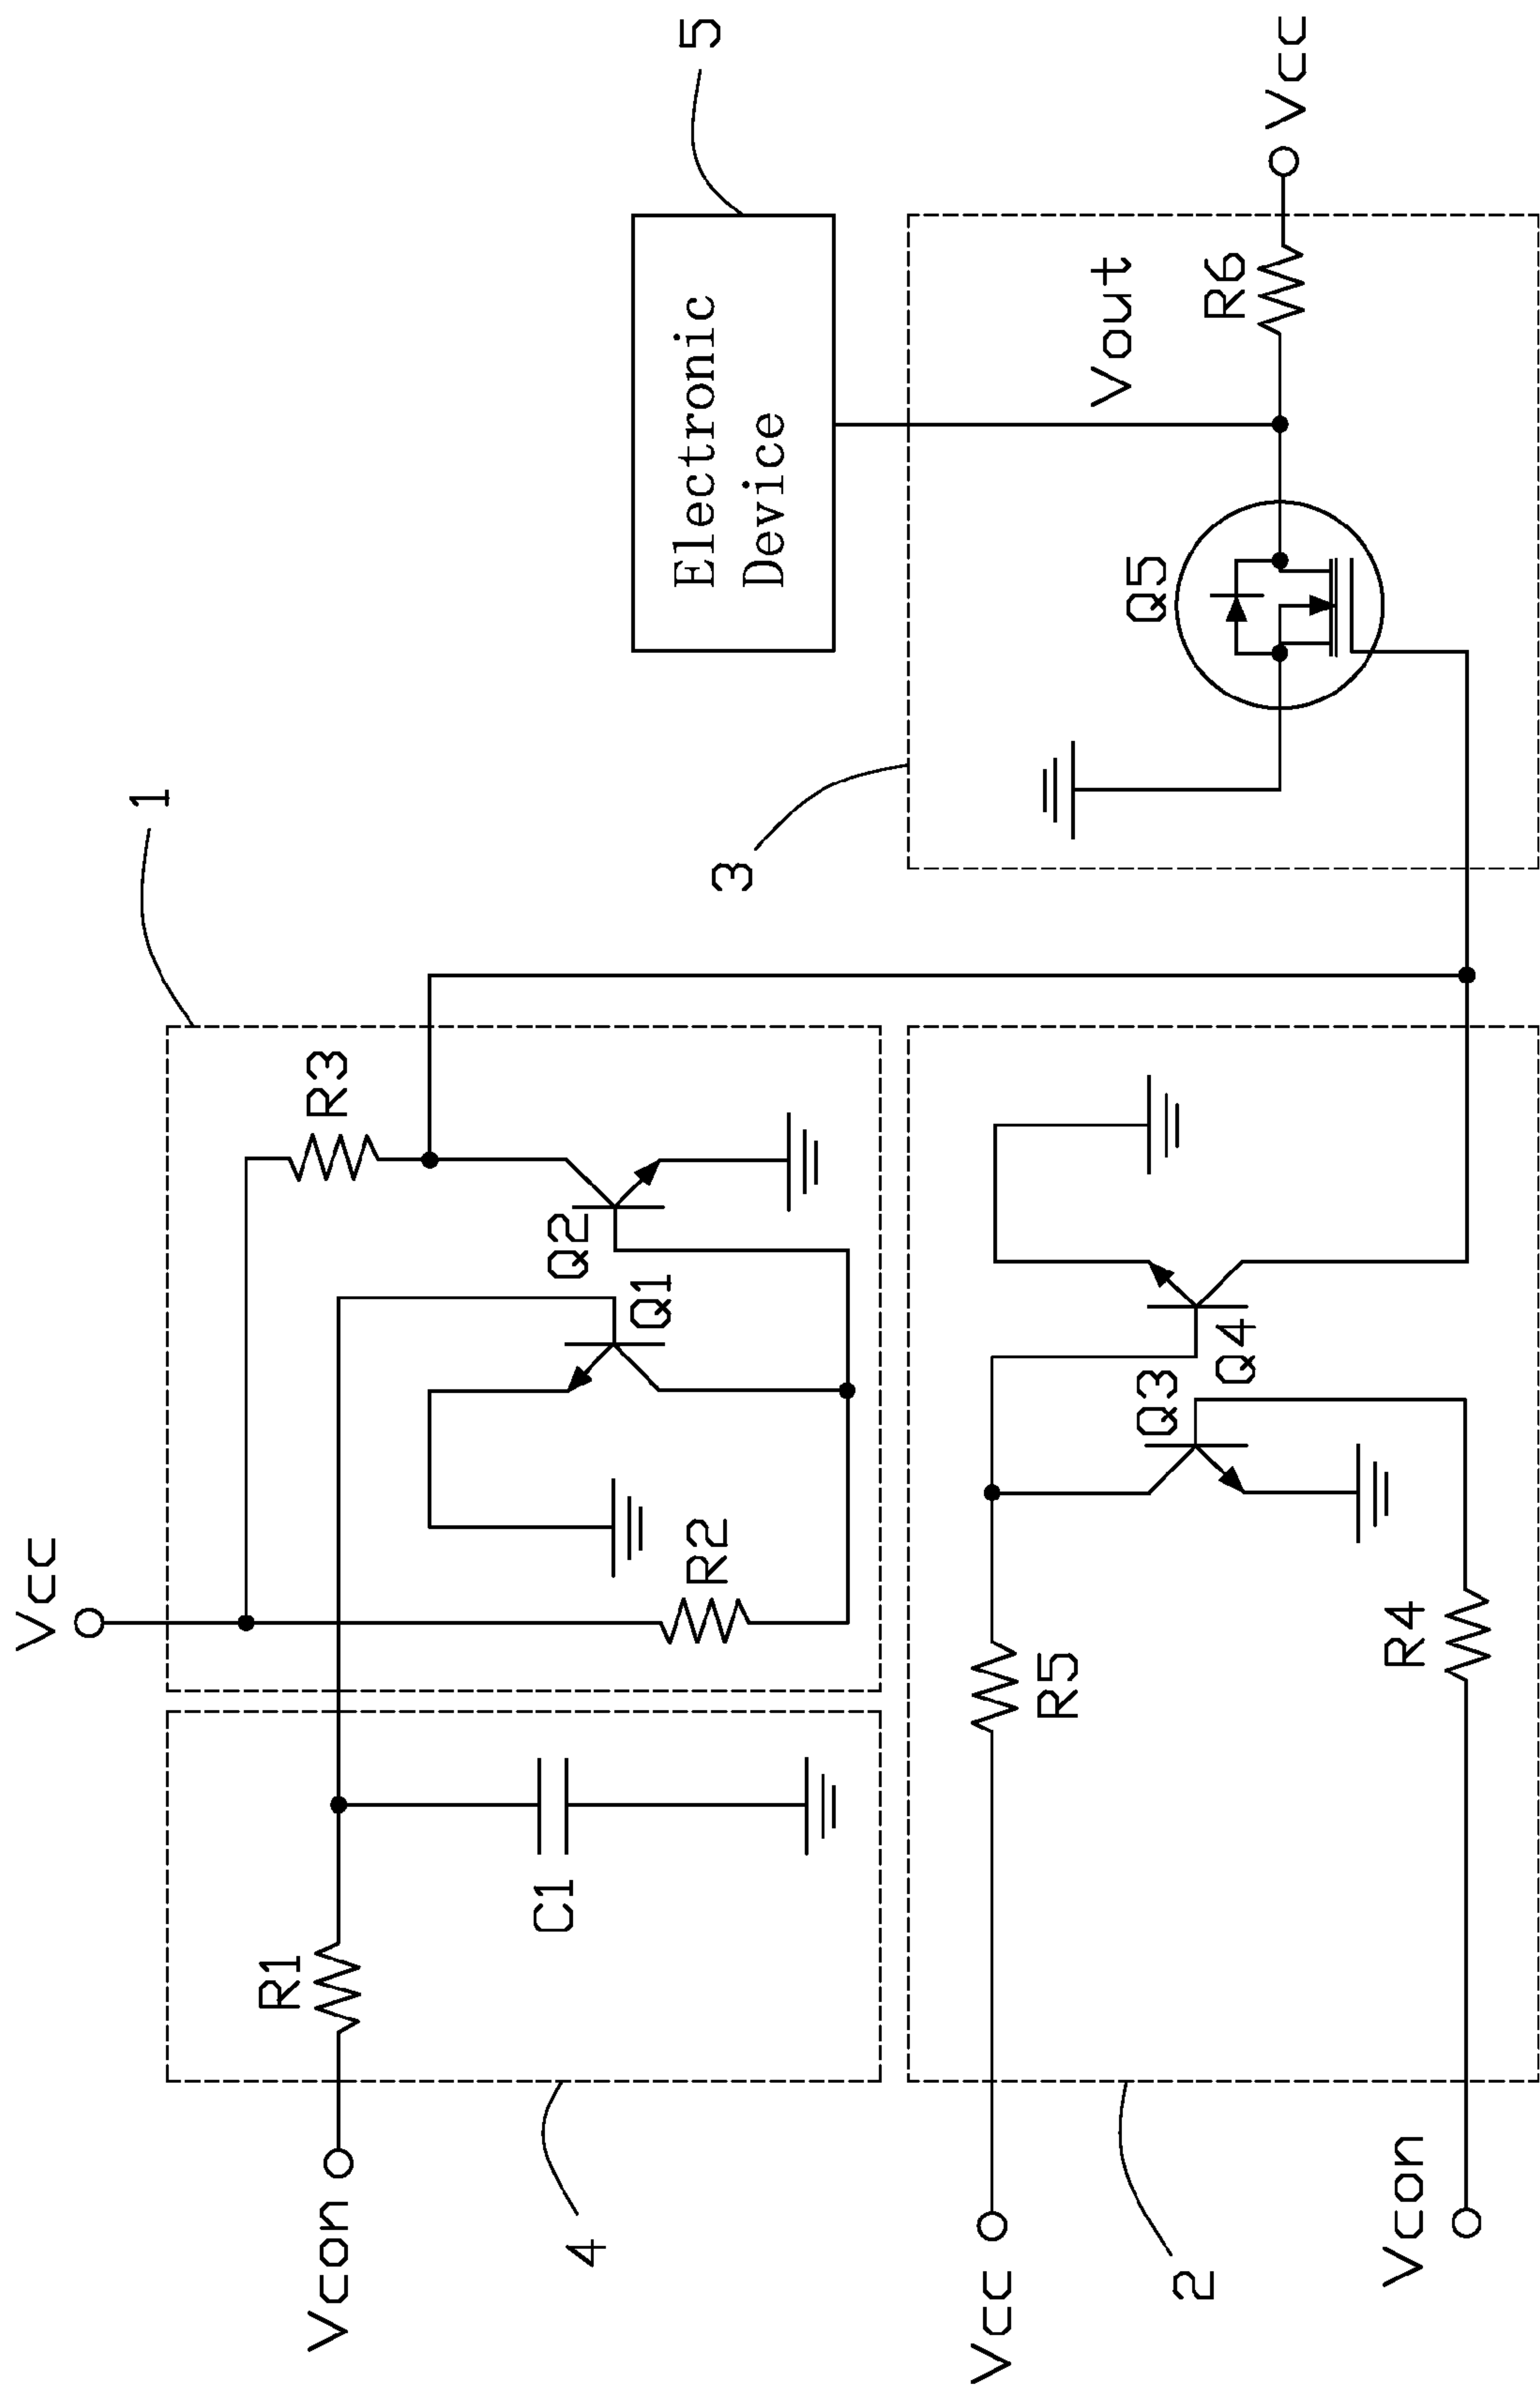 Vcc
1
R3
Q2
Q1
R2
Vcon
R1
C1
4
Electronic
Device
5
3
Q5
Vout
R6
Vcc
Vcc
R5
Q3
Q4
R4
2
Vcon